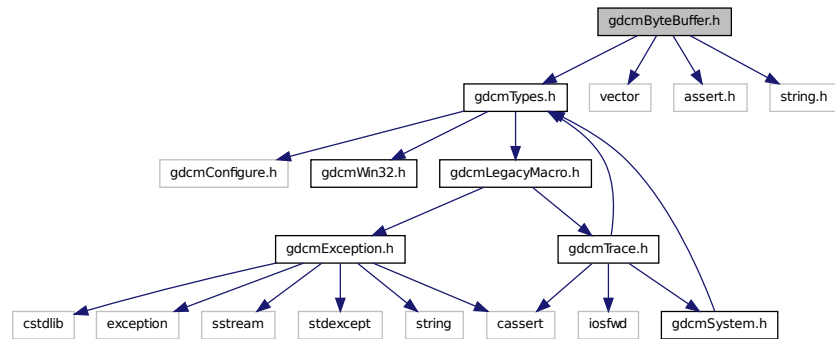 gdcmByteBuffer.h
gdcmTypes.h
vector
assert.h
string.h
gdcmConfigure.h
gdcmWin32.h
gdcmLegacyMacro.h
gdcmException.h
gdcmTrace.h
cstdlib
exception
sstream
stdexcept
string
cassert
iosfwd
gdcmSystem.h